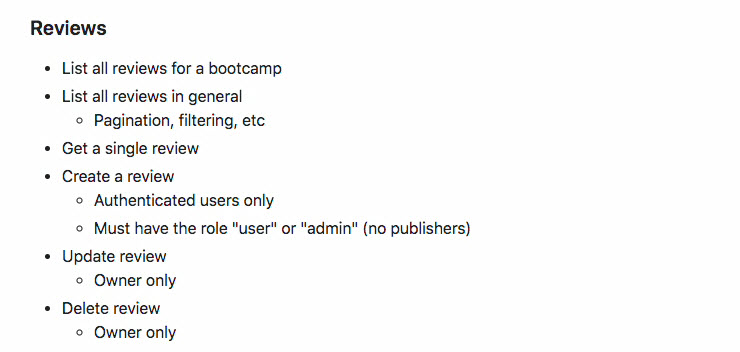 Reviews
List all reviews for a bootcamp
List all reviews in general
Pagination, filtering, etc
Get a single review
Create a review
Authenticated users only
Must have the role "user" or "admin" (no publishers)
Update review
Owner only
Delete review
Owner only